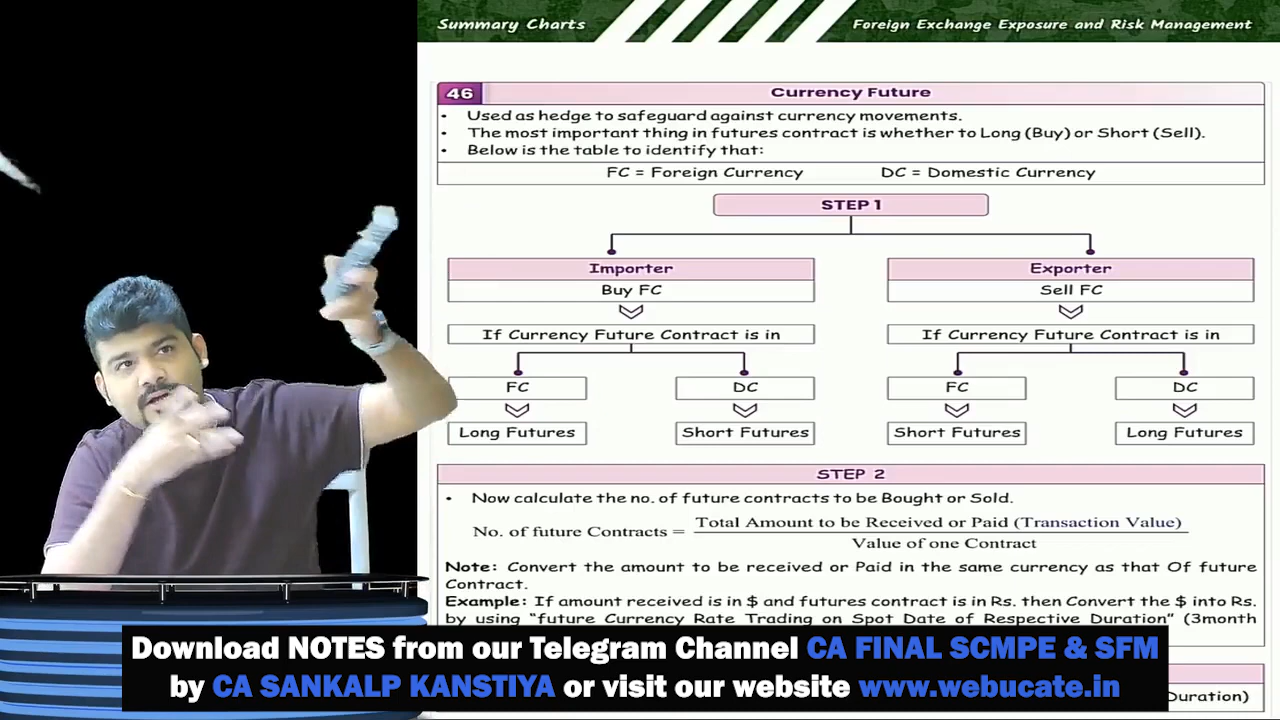 Summary Charts
Foreign Exchange Exposure and Risk Management
46
Currency Future
• Used as hedge to safeguard against currency movements.
• The most important thing in futures contract is whether to Long (Buy) or Short (Sell).
• Below is the table to identify that:
FC = Foreign Currency DC = Domestic Currency
STEP 1
Importer
Buy FC
If Currency Future Contract is in
FC
DC
Long Futures
Short Futures
Exporter
Sell FC
If Currency Future Contract is in
FC
DC
Short Futures
Long Futures
STEP 2
• Now calculate the no. of future contracts to be Bought or Sold.
No. of future Contracts = Total Amount to be Received or Paid (Transaction Value)
Value of one Contract
Note: Convert the amount to be received or Paid in the same currency as that Of future
Contract.
Example: If amount received is in $ and futures contract is in Rs. then Convert the $ into Rs.
by using "future Currency Rate Trading on Spot Date of Respective Duration" (3month
Duration)
Download NOTES from our Telegram Channel CA FINAL SCMPE & SFM
by CA SANKALP KANSTIYA or visit our website www.webucate.in